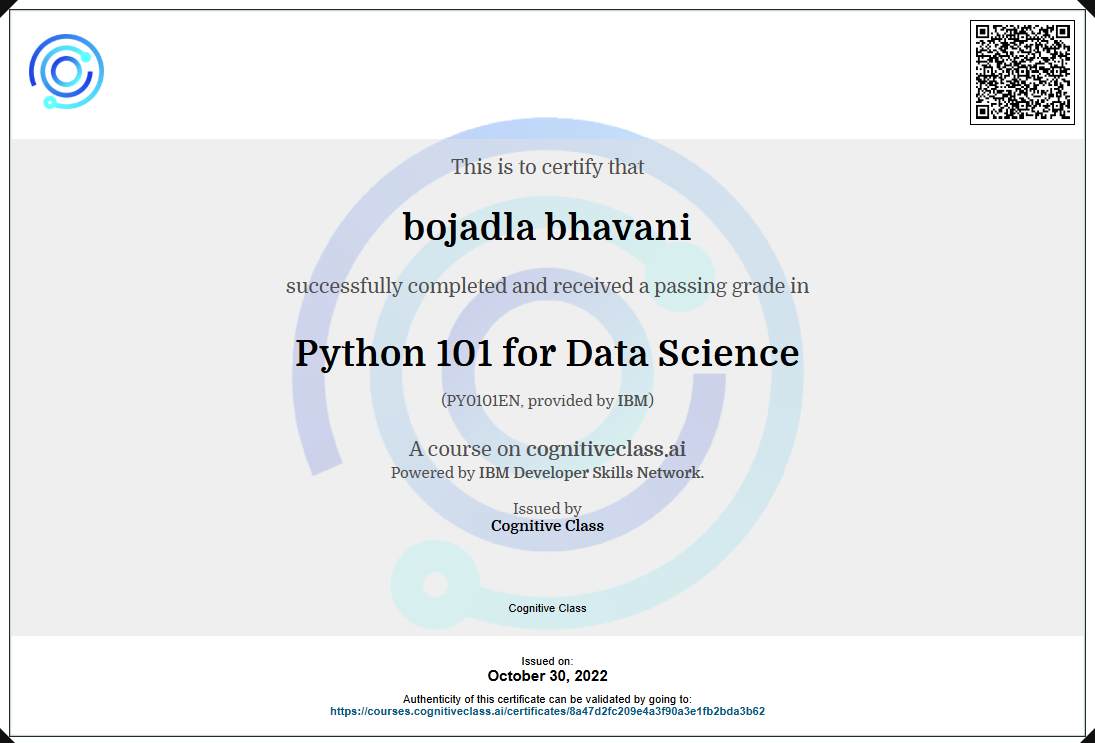 This is to certify that
bojadla bhavani
successfully completed and received a passing grade in
Python 101 for Data Science
(PY0101EN, provided by IBM)
A course on cognitiveclass.ai
Powered by IBM Developer Skills Network.
Issued by
Cognitive Class
Cognitive Class
Issued on:
October 30, 2022
Authenticity of this certificate can be validated by going to:
https://courses.cognitiveclass.ai/certificates/8a47d2fc209e4a3f90a3e1fb2bda3b62